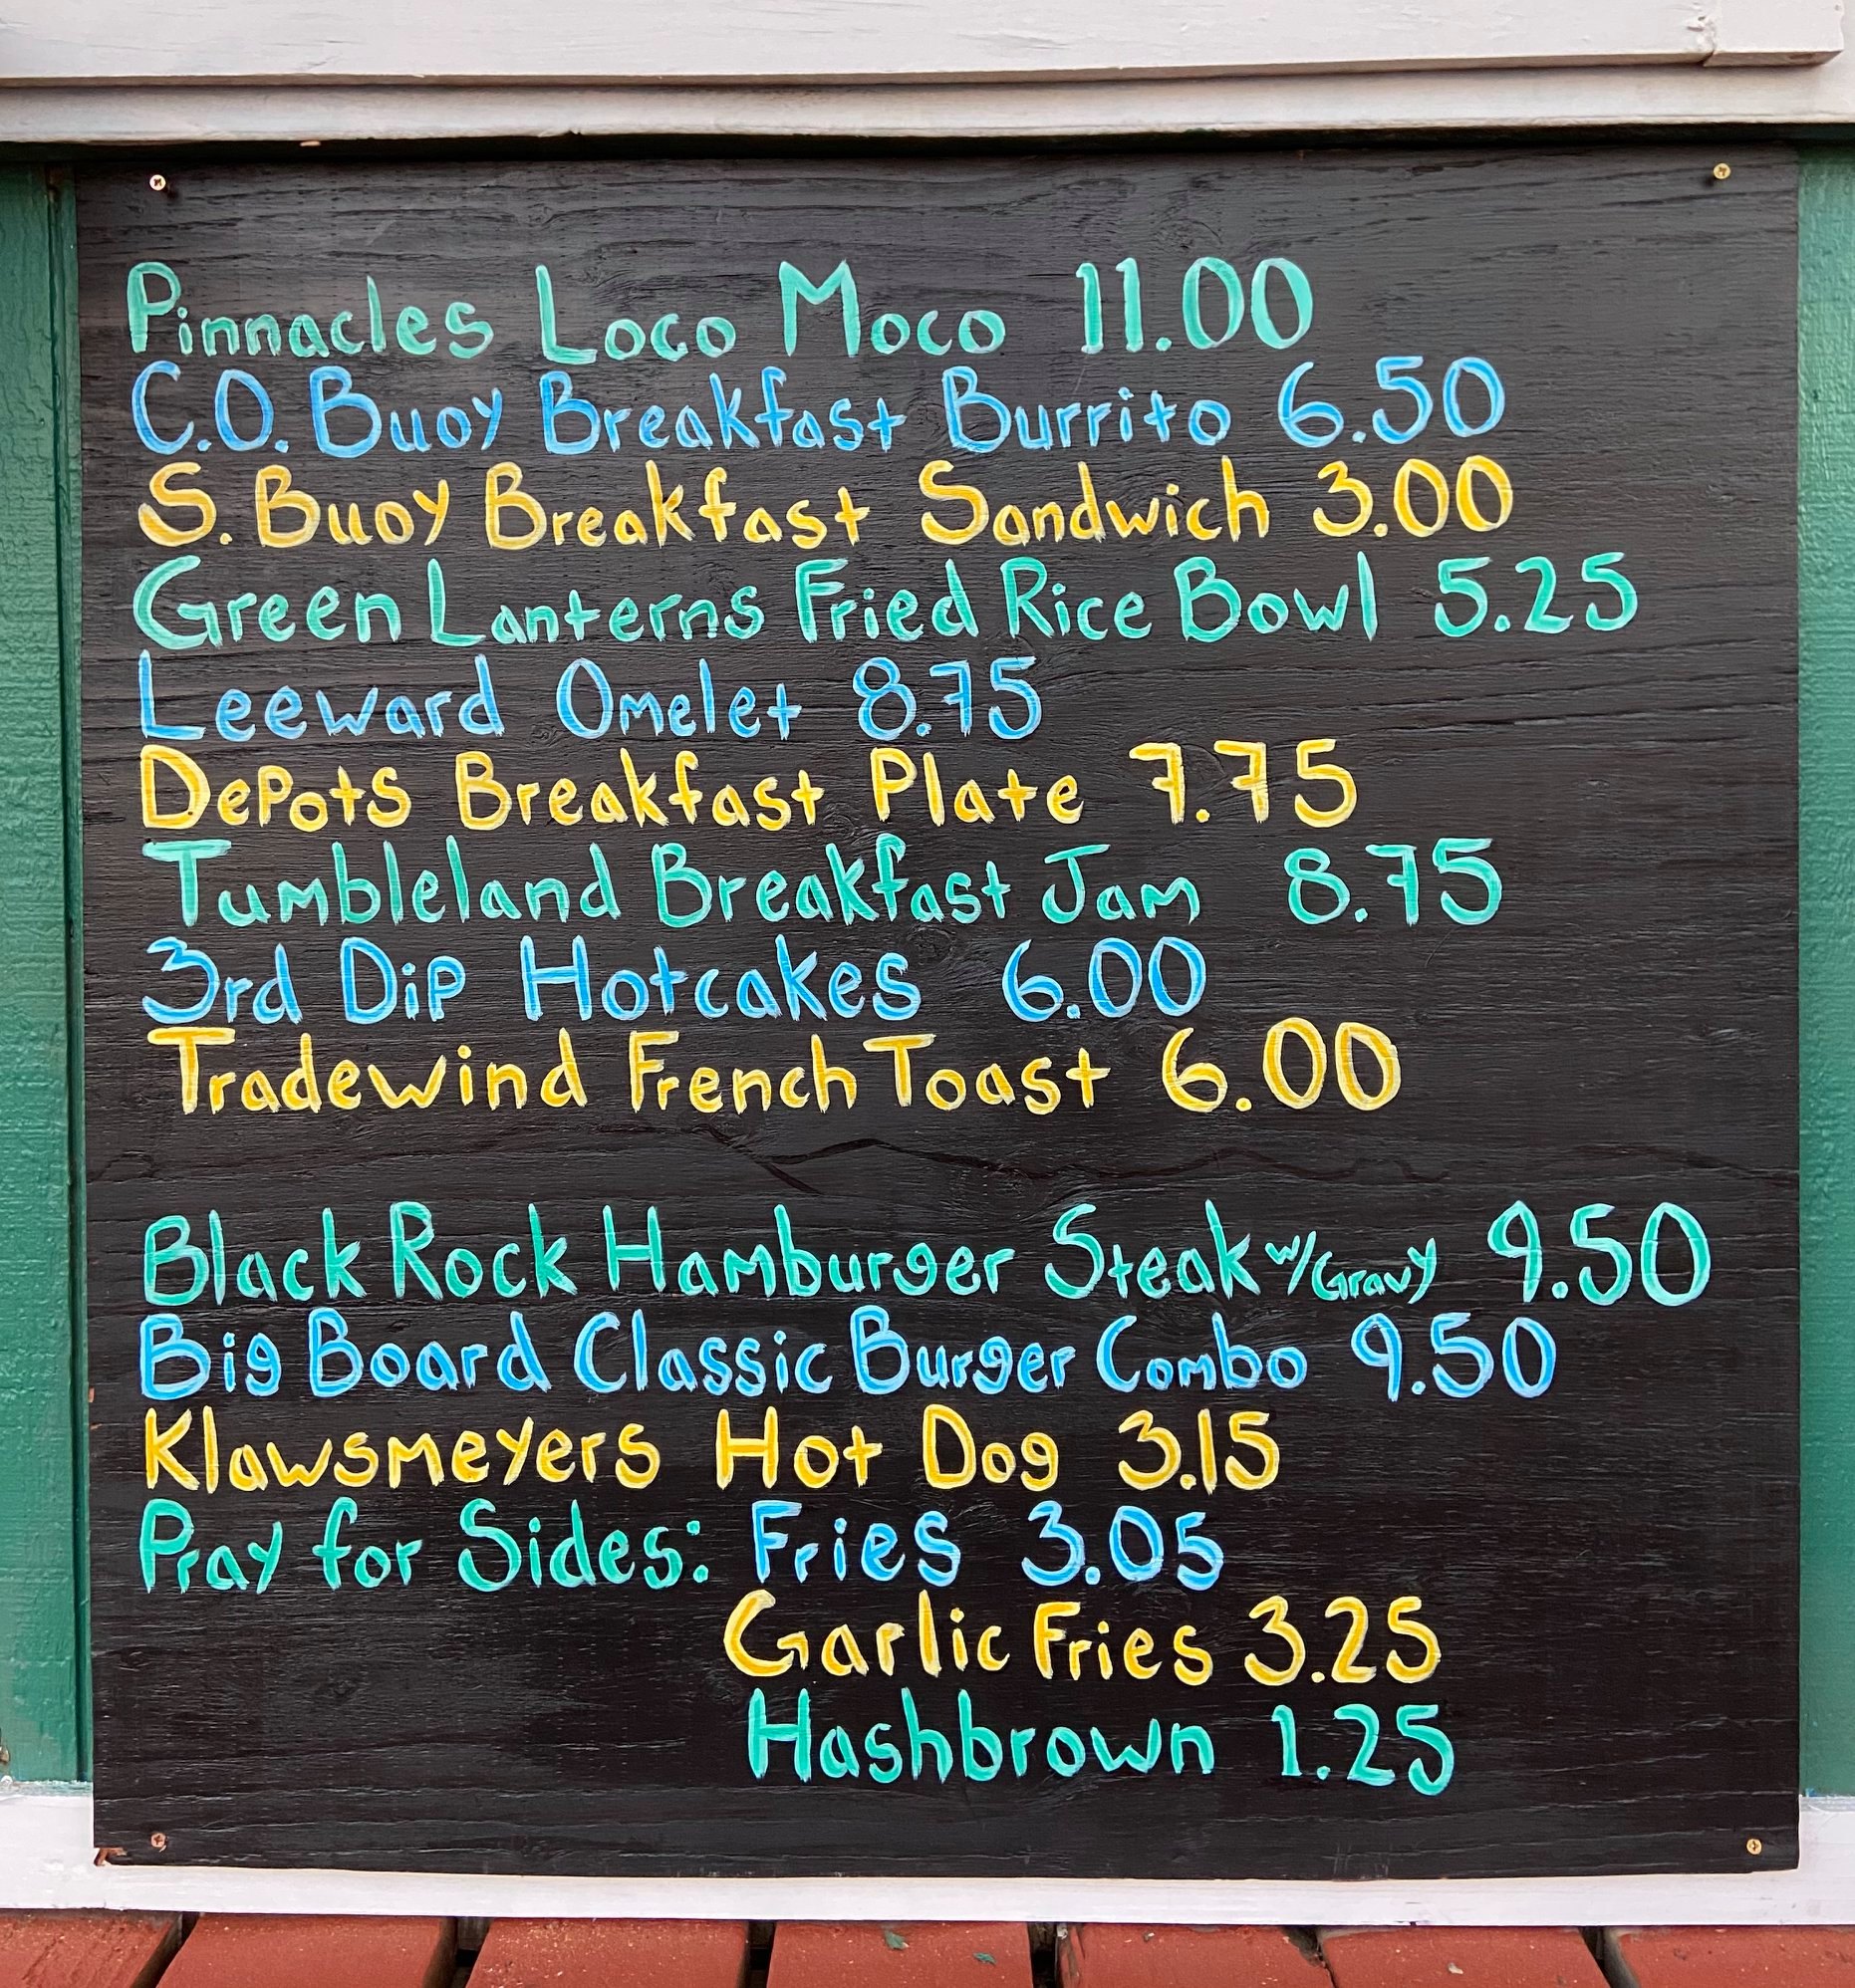 Pinnacles Loco Moco 11.00
C.O. Buoy Breakfast Burrito 6.50
S. Buoy Breakfast Sandwich 3.00
Green Lanterns Fried Rice Bowl 5.25
Leeward Omelet 8.75
Depots Breakfast Plate 7.75
Tumbleland Breakfast Jam 8.75
3rd Dip Hotcakes 6.00
Tradewind French Toast 6.00
Black Rock Hamburger Steak w/Gravy 9.50
Big Board Classic Burger Combo 9.50
Klawsmeyers Hot Dog 3.15
Pray for Sides: Fries 3.05
Garlic Fries 3.25
Hashbrown 1.25